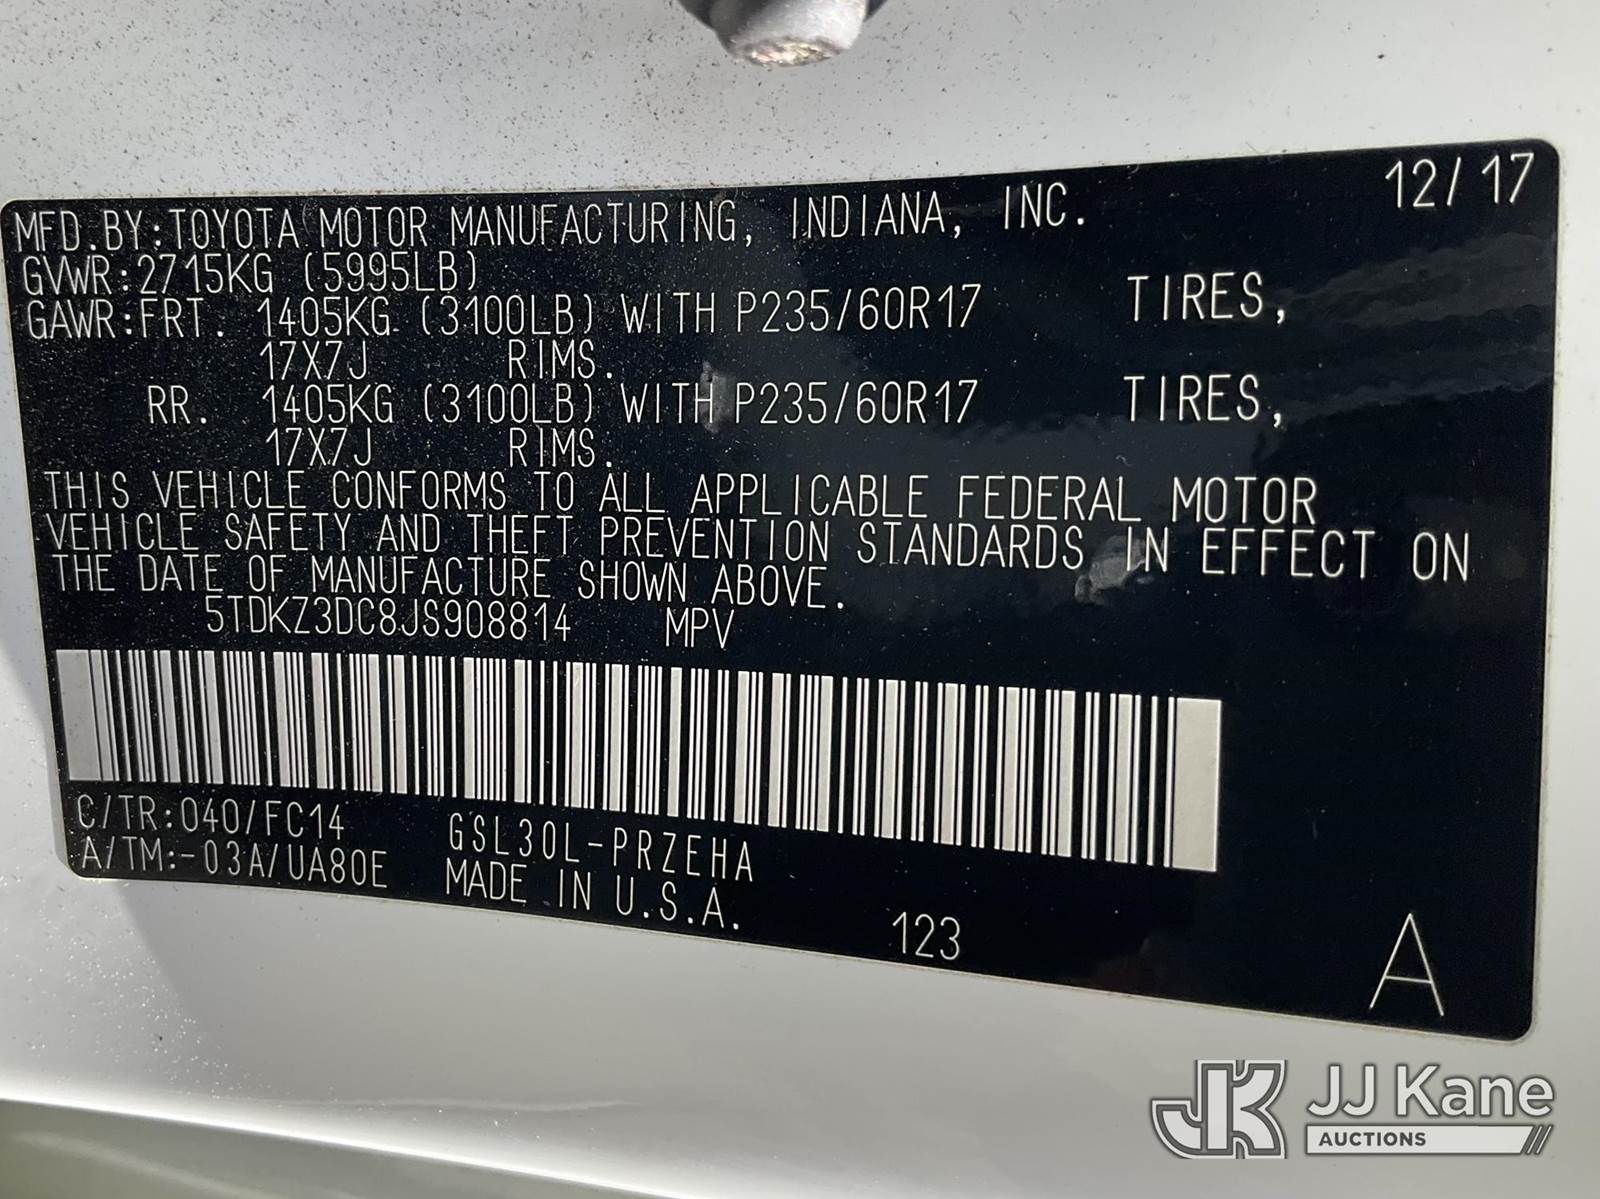 12/17
MFD.BY:TOYOTA MOTOR MANUFACTURING, INDIANA, INC.
GVWR:2715KG (5995LB)
GAWR:FRT. 1405KG (3100LB) WITH P235/60R17 TIRES,
17X7J RIMS.
RR. 1405KG (3100LB) WITH P235/60R17 TIRES,
17X7J RIMS.
THIS VEHICLE CONFORMS TO ALL APPLICABLE FEDERAL MOTOR
VEHICLE SAFETY AND THEFT PREVENTION STANDARDS IN EFFECT ON
THE DATE OF MANUFACTURE SHOWN ABOVE.
5TDKZ3DC8JS908814 MPV
C/TR:040/FC14 GSL30L-PRZEHA
A/TM:-03A/UA80E MADE IN U.S.A.
123
A
JK JJ Kane
AUCTIONS